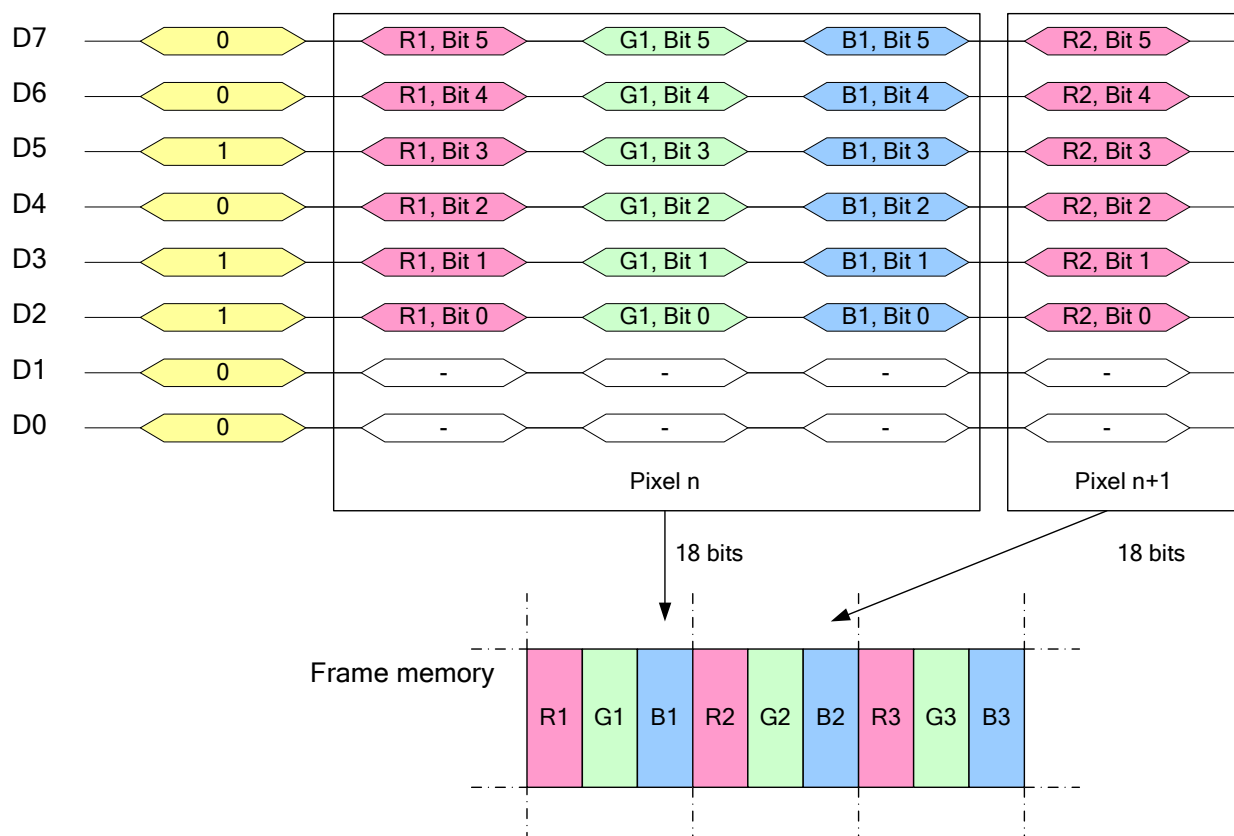 D7 0 R1, Bit 5 G1, Bit 5 B1, Bit 5 R2, Bit 5
D6 0 R1, Bit 4 G1, Bit 4 B1, Bit 4 R2, Bit 4
D5 1 R1, Bit 3 G1, Bit 3 B1, Bit 3 R2, Bit 3
D4 0 R1, Bit 2 G1, Bit 2 B1, Bit 2 R2, Bit 2
D3 1 R1, Bit 1 G1, Bit 1 B1, Bit 1 R2, Bit 1
D2 1 R1, Bit 0 G1, Bit 0 B1, Bit 0 R2, Bit 0
D1 0 - - - -
D0 0 - - - -
Pixel n Pixel n+1
18 bits 18 bits
Frame memory
R1 G1 B1 R2 G2 B2 R3 G3 B3